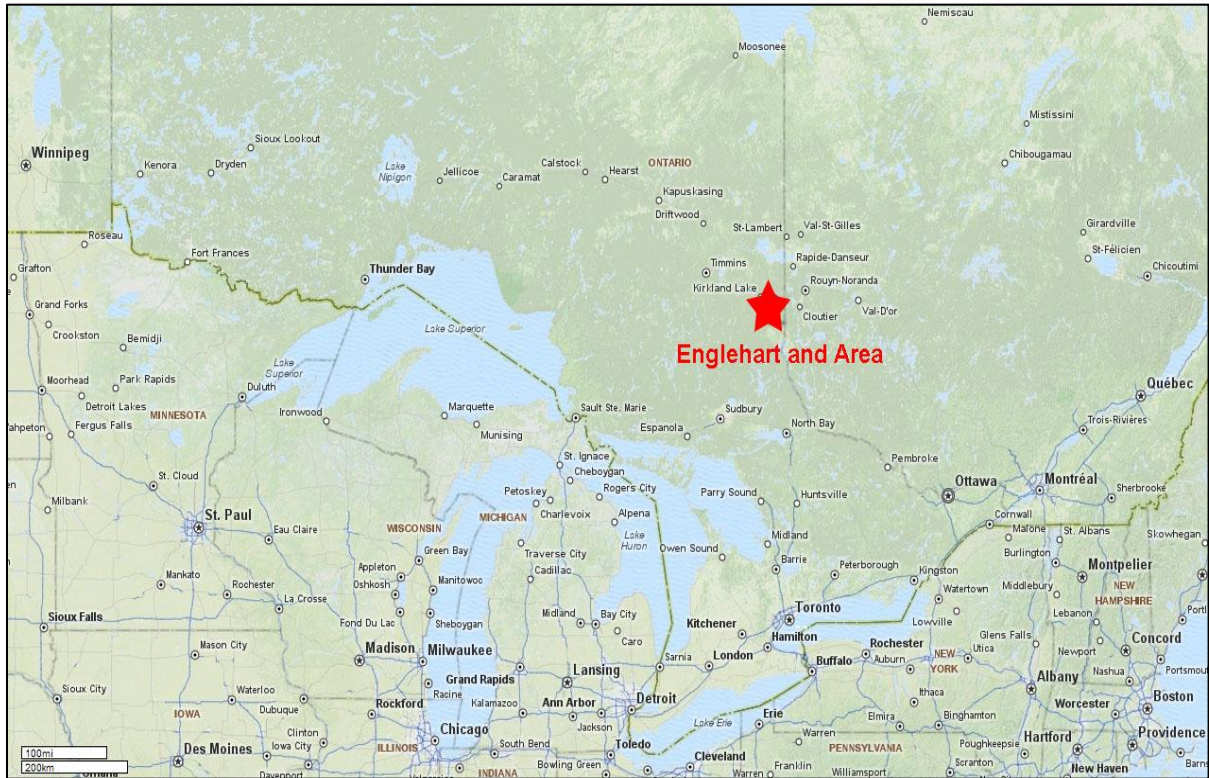 Nemiscau
Moosonee
Mistissini
Sioux Lookout
Winnipeg
Kenora
Dryden
Lake
Nipigon
Jellicoe
Caramat
Calstock
Hearst
ONTARIO
Chibougamau
Kapuskasing
Driftwood
St-Lambert
Val-St-Gilles
Girardville
Roseau
Fort Frances
St-Félicien
Rapide-Danseur
Chicoutimi
Grafton
Thunder Bay
Timmins
Kirkland Lake
Rouyn-Noranda
Val-D'or
Cloutier
Grand Forks
Crookston
Bemidji
Lake Superior
Englehart and Area
Lake
Superior
Moorhead
Park Rapids
Detroit Lakes
Duluth
MINNESOTA
Fergus Falls
Ironwood
Marquette
Munising
Sault Ste. Marie
Sudbury
Espanola
North Bay
Québec
Trois-Rivières
St. Cloud
St. Ignace
Cheboygan
Pembroke
Ottawa
Montréal
Sherbrooke
Milbank
Petoskey
Rogers City
Parry Sound
Huntsville
St. Paul
Eau Claire
WISCONSIN
MICHIGAN
Charlevoix
Alpena
Cornwall
Malone
St. Albans
Skowhegan
Green Bay
Traverse City
Lake
Huron
Owen Sound
Midland
Burlington
Mankato
Rochester
Appleton
Oshkosh
Manitowoc
Cadillac
Barrie
Peterborough
Kingston
Watertown
Middlebury
Montpelier
NEW
HAMPSHIRE
La Crosse
Sioux Falls
Fond Du Lac
Sheboygan
Midland
Bay City
Caro
Toronto
Lowville
Lebanon
Mason City
Madison
Milwaukee
Kitchener
Hamilton
Rochester
Auburn
NEW
YORK
Utica
Glens Falls
Newport
Concord
Grand Rapids
Lansing
Sarnia
London
Buffalo
Nashua
Portsmou
Sioux City
Waterloo
Dubuque
Rockford
Racine
Kalamazoo
Ann Arbor
Detroit
Ithaca
Albany
Worcester
Boston
IOWA
Jackson
Lake Erie
Erie
Elmira
Binghamton
100mi
200km
Des Moines
Clinton
Iowa City
ILLINOIS
Chicago
South Bend
Toledo
Warren
PENNSYLVANIA
Poughkeepsie
Hartford
Providence
Davenport
INDIANA
Bowling Green
Cleveland
Warren
Franklin
Williamsport
Scranton
New Haven